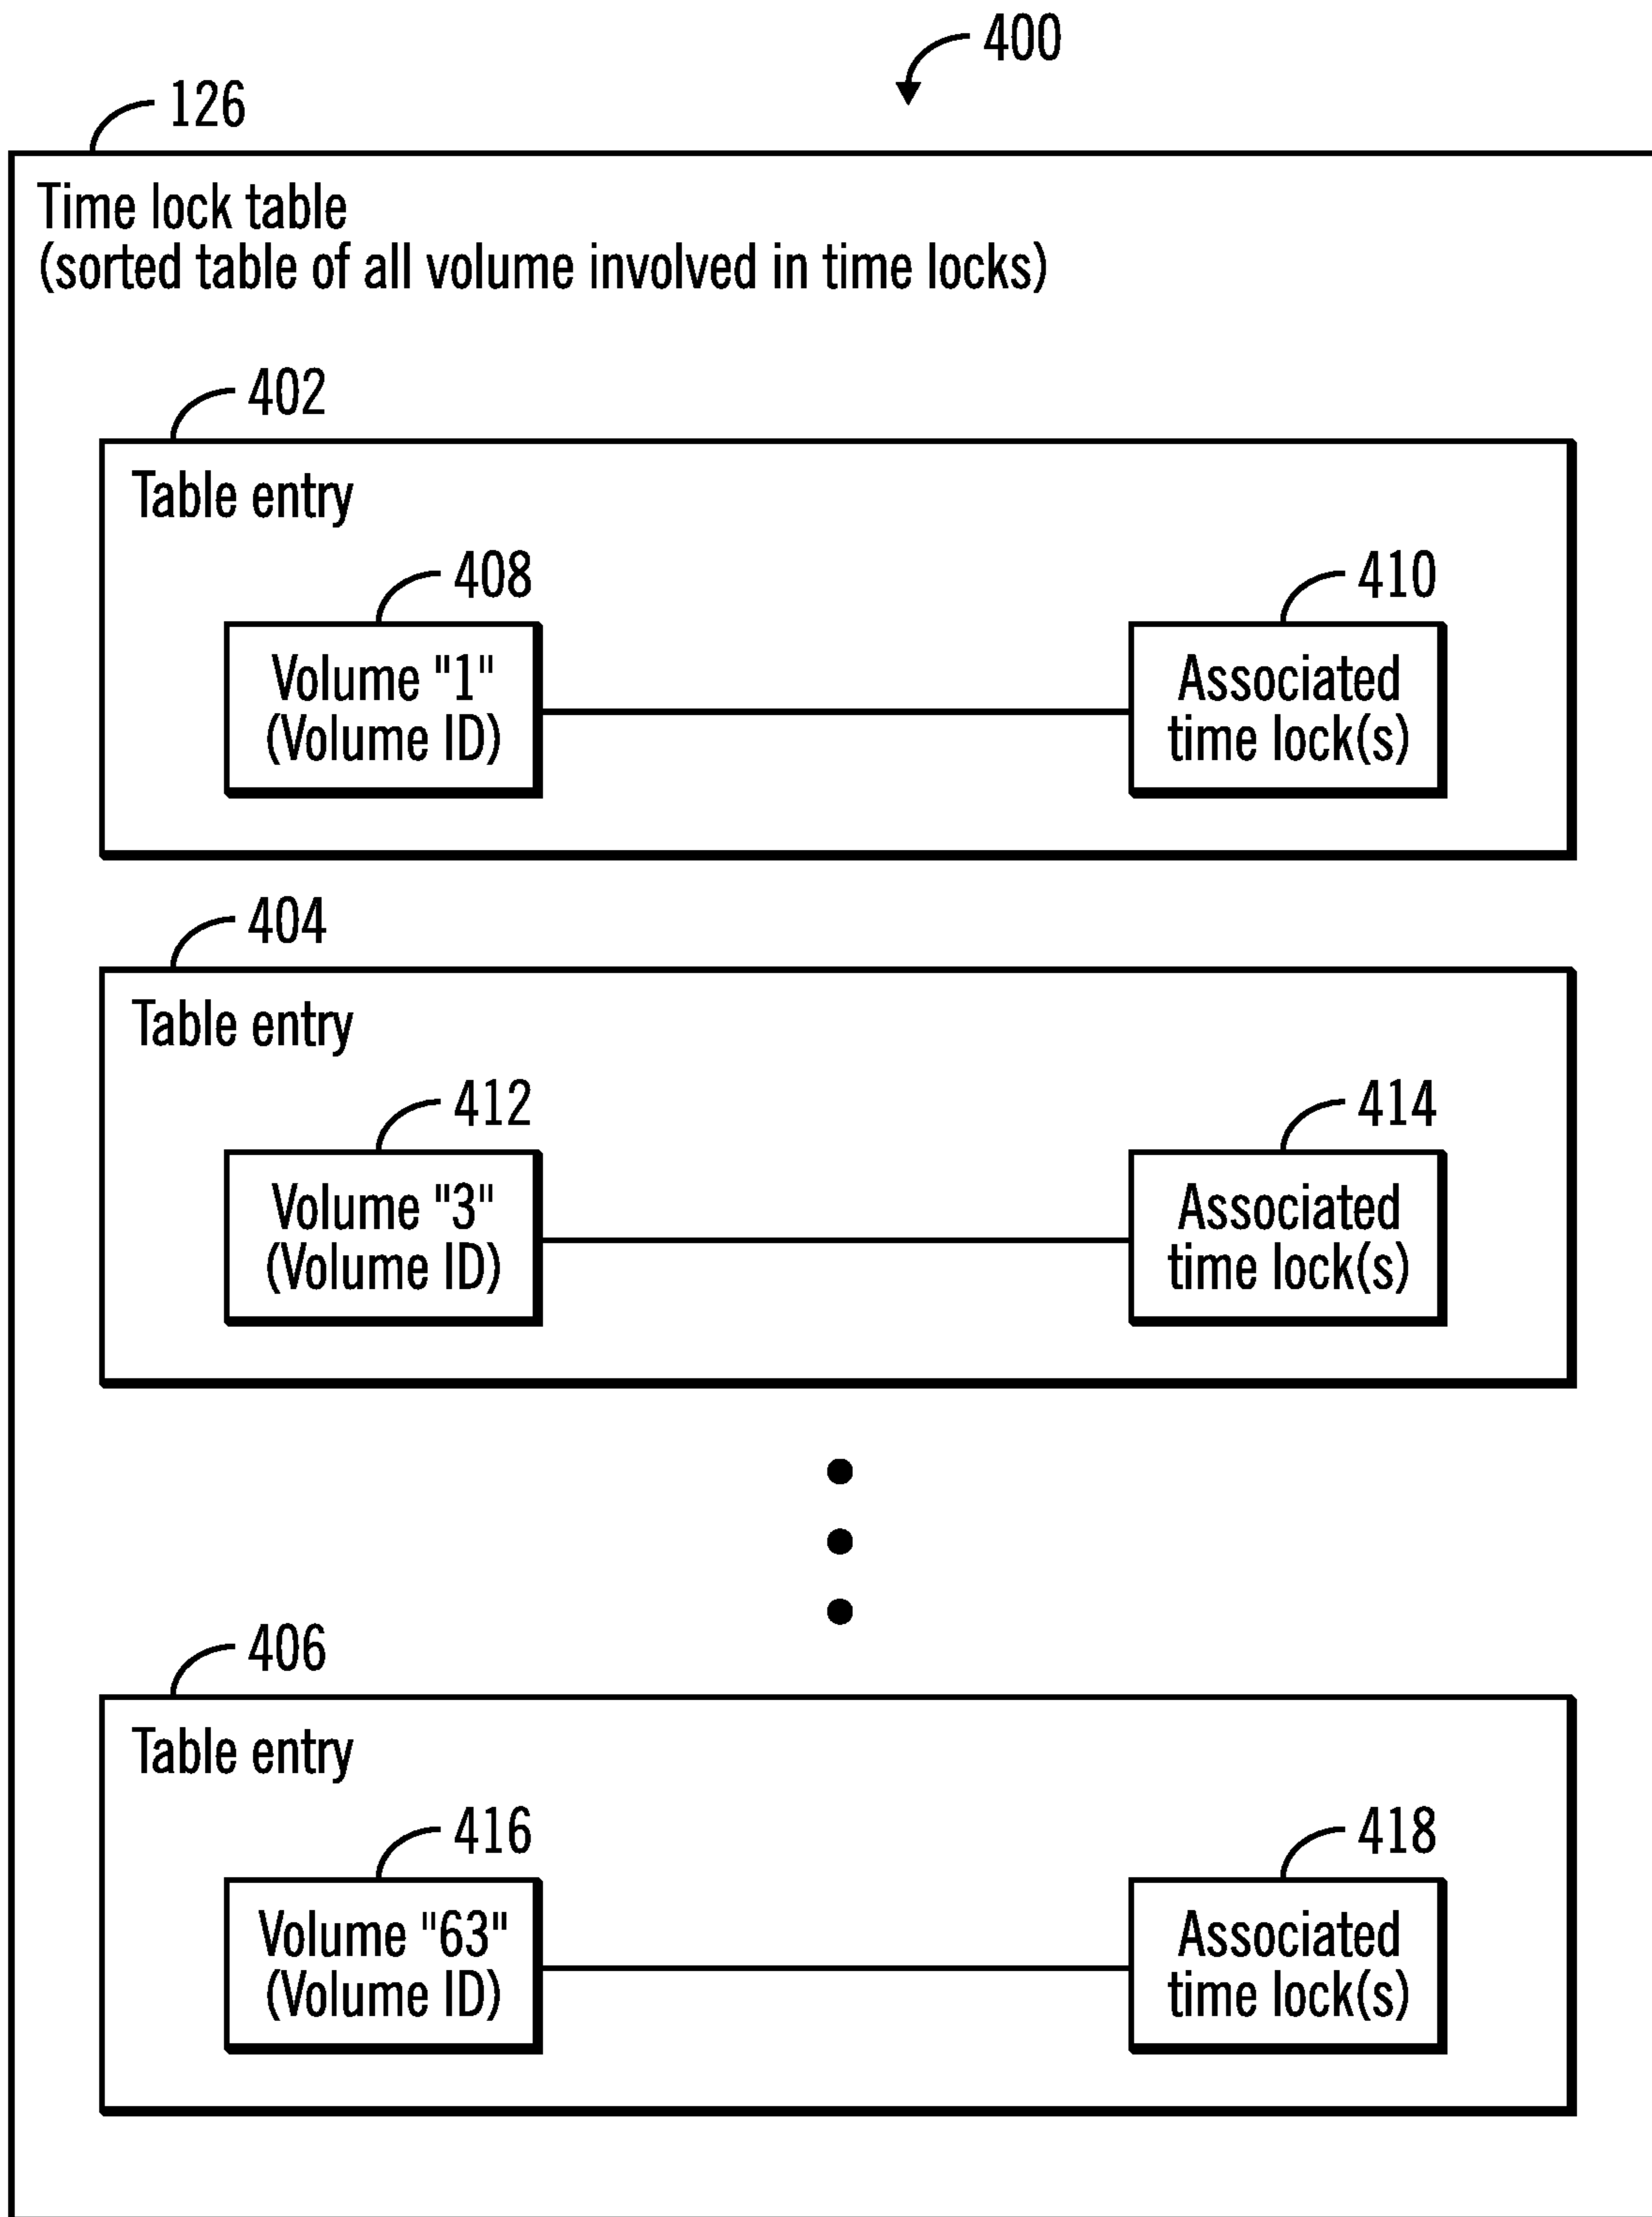 400
126
Time lock table
(sorted table of all volume involved in time locks)
402
Table entry
408
410
Volume "1"
(Volume ID)
Associated
time lock(s)
404
Table entry
412
414
Volume "3"
(Volume ID)
Associated
time lock(s)
406
Table entry
416
418
Volume "63"
(Volume ID)
Associated
time lock(s)